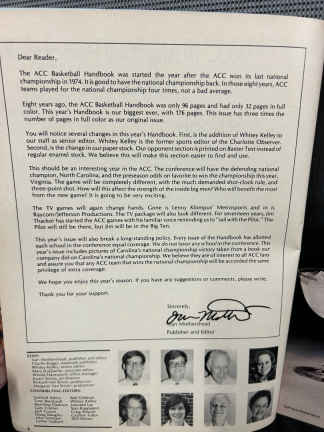 Dear Reader,
The ACC Basketball Handbook was started the year after the ACC won its last national
championship in 1974. It is good to have the national championship back. In those eight years, ACC
teams played for the national championship four times, not a bad average.
Eight years ago, the ACC Basketball Handbook was only 96 pages and had only 32 pages in full
color. This year's Handbook is our biggest ever, with 176 pages. This issue has three times the
number of pages in full color as our original issue.
You will notice several changes in this year's Handbook. First, is the addition of Whitey Kelley to
our staff as senior editor. Whitey Kelley is the former sports editor of the Charlotte Observer.
Second, is the change in our paper stock. Our opponent section is printed on Baxter Text instead of
regular enamel stock. We believe this will make this section easier to find and use.
This should be an interesting year in the ACC. The conference will have the defending national
champion, North Carolina, and the preseason odds on favorite to win the championship this year,
Virginia. The game will be completely different, with the much demanded shot-clock rule, and
three-point shot. How will this affect the strength of the inside big men? Who will benefit the most
from the new game? It is going to be very exciting.
The TV games will again change hands. Gone is Lenny Klompus' Metrosports and in is
Raycom/Jefferson Productions. The TV package will also look different. For seventeen years, Jim
Thacker has started the ACC games with his familiar voice reminding us to "sail with the Pilot." The
Pilot will still be there, but Jim will be in the Big Ten.
This year's issue will also break a long-standing policy. Every issue of the Handbook has allotted
each school in the conference equal coverage. We do not favor any school in the conference. This
year's issue includes pictures of Carolina's national championship victory taken from a book our
company did on Carolina's national championship. We believe they are of interest to all ACC fans
and assure you that any ACC team that wins the national championship will be accorded the same
privilege of extra coverage.
We hope you enjoy this year's season. If you have any suggestions or comments, please write.
Thank you for your support.
Sincerely,
Ivan Mothershead
Publisher and Editor